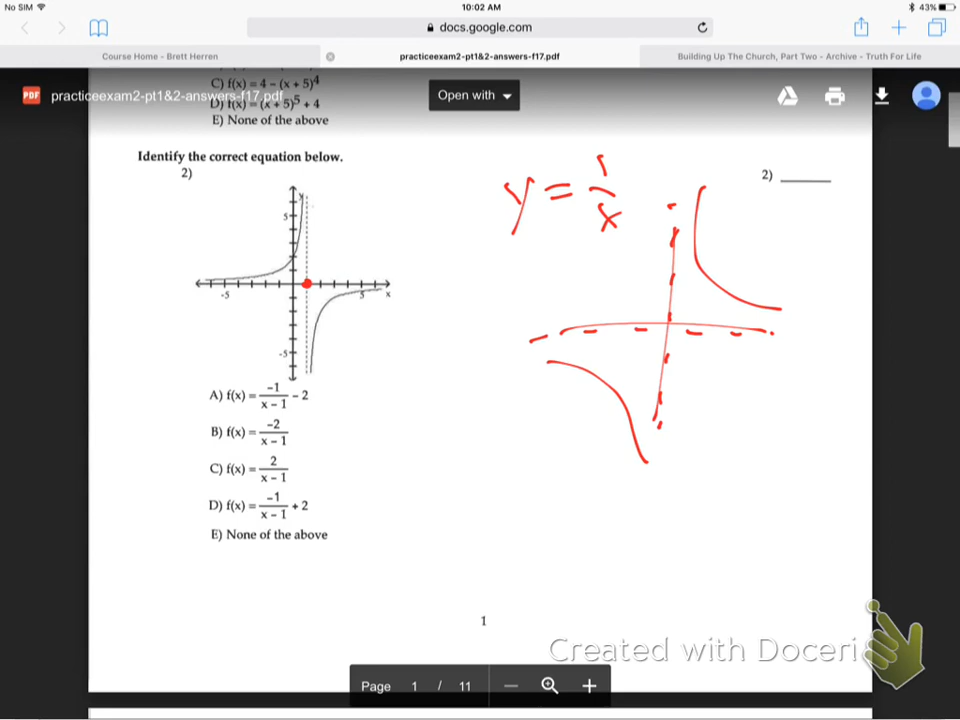 No SIM
10:02 AM
43%
docs.google.com
Course Home - Brett Herren
practiceexam2-pt1&2-answers-f17.pdf
Building Up The Church, Part Two - Archive - Truth For Life
C) f(x) = 4 − (x + 5)^4
PDF practiceexam2-pt1&2-answers-f17.pdf
Open with
D) f(x) = (x + 5)^5 + 4
E) None of the above
Identify the correct equation below.
2)
2) ______
y = 1/x
y
5
-5
5
x
-5
A) f(x) = -1/(x − 1) − 2
B) f(x) = -2/(x − 1)
C) f(x) = 2/(x − 1)
D) f(x) = -1/(x − 1) + 2
E) None of the above
1
Created with Doceri
Page 1 / 11